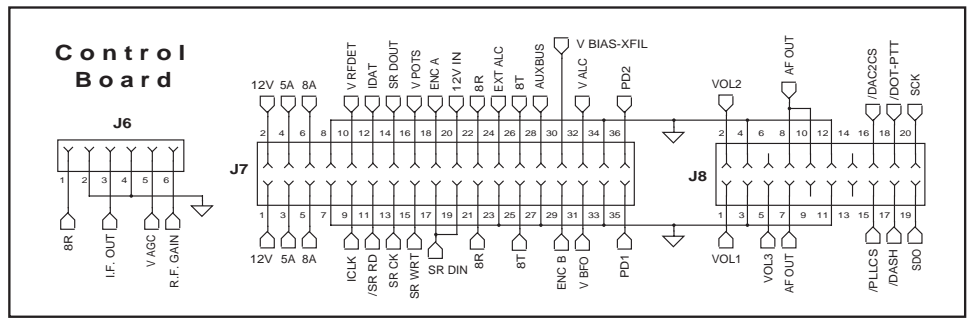 Control
Board
J6
1 2 3 4 5 6
8R
I.F. OUT
V AGC
R.F. GAIN
12V 5A 8A
V RFDET
IDAT
SR DOUT
V POTS
ENC A
12V IN
8R
EXT ALC
8T
AUXBUS
V BIAS-XFIL
V ALC
PD2
2 4 6 8 10 12 14 16 18 20 22 24 26 28 30 32 34 36
J7
1 3 5 7 9 11 13 15 17 19 21 23 25 27 29 31 33 35
12V 5A 8A
ICLK
/SR RD
SR CK
SR WRT
SR DIN
8R
8T
ENC B
V BFO
PD1
VOL2
AF OUT
/DAC2CS
/DOT-PTT
SCK
2 4 6 8 10 12 14 16 18 20
J8
1 3 5 7 9 11 13 15 17 19
VOL1
VOL3
AF OUT
/PLLCS
/DASH
SDO